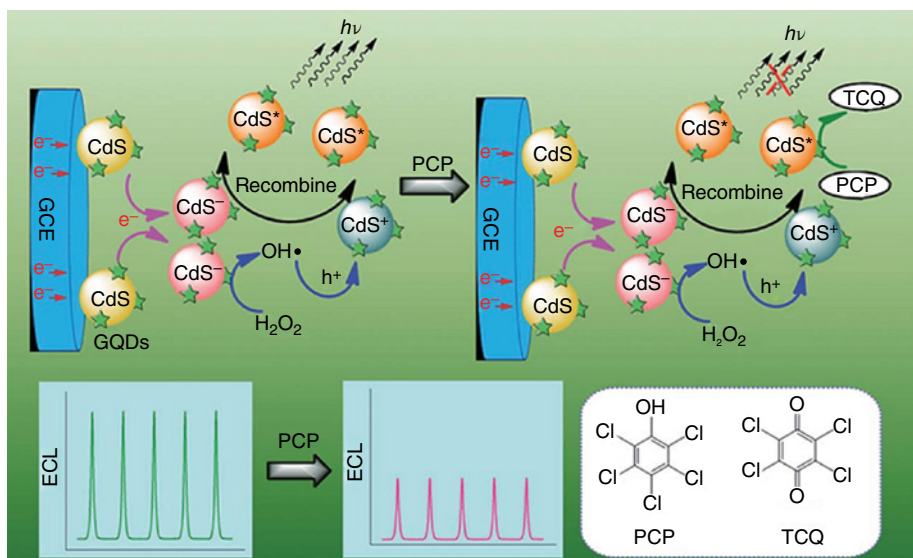 hν
CdS*
CdS*
CdS
e⁻
e⁻
GCE
Recombine
e⁻
CdS⁻
CdS⁺
CdS⁻
OH•
h⁺
e⁻
e⁻
CdS
H₂O₂
GQDs
PCP
hν
TCQ
CdS*
CdS*
CdS
PCP
e⁻
e⁻
GCE
Recombine
e⁻
CdS⁻
CdS⁺
CdS⁻
OH•
h⁺
e⁻
e⁻
CdS
H₂O₂
ECL
PCP
ECL
OH
Cl
Cl
Cl
Cl
Cl
PCP
O
Cl
Cl
Cl
Cl
O
TCQ